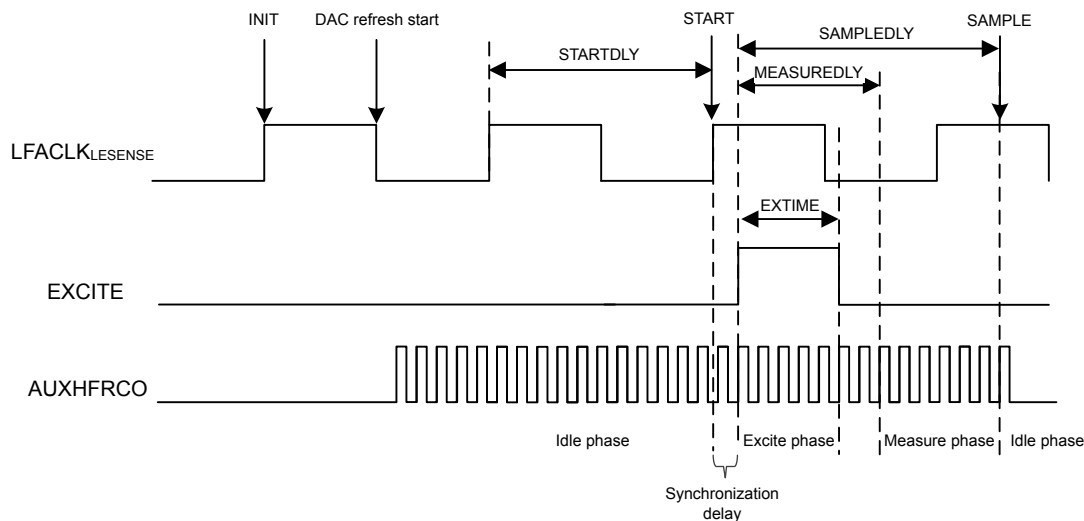 INIT
DAC refresh start
START
SAMPLE
SAMPLEDLY
STARTDLY
MEASUREDLY
LFACLKLESENSE
EXTIME
EXCITE
AUXHFRCO
Idle phase
Excite phase
Measure phase
Idle phase
Synchronization
delay